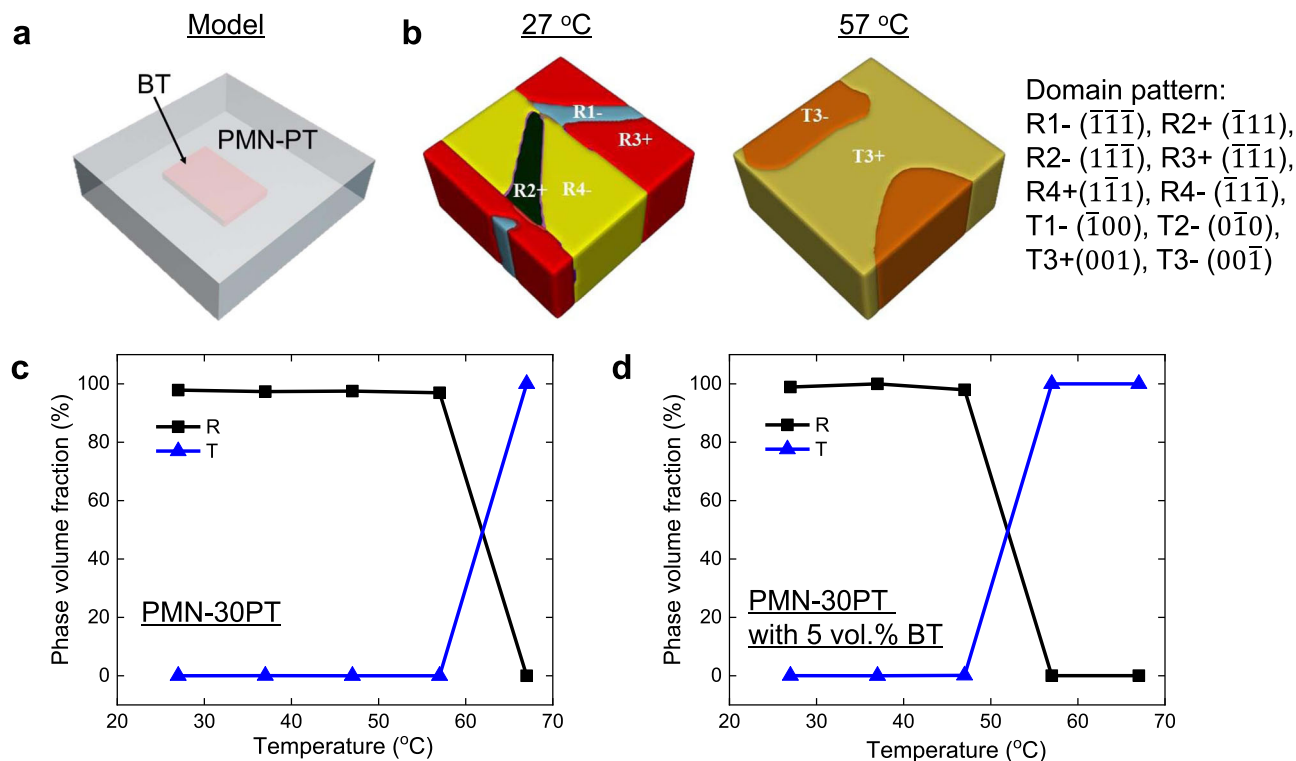 a
Model
BT
PMN-PT
b
27 °C
57 °C
R1-
R3+
R2+
R4-
T3-
T3+
Domain pattern:
R1- (1̅1̅1̅), R2+ (1̅11),
R2- (11̅1̅), R3+ (1̅1̅1),
R4+(11̅1), R4- (1̅11̅),
T1- (1̅00), T2- (01̅0),
T3+(001), T3- (001̅)
c
Phase volume fraction (%)
100
80
60
40
20
0
R
T
PMN-30PT
20 30 40 50 60 70
Temperature (°C)
d
Phase volume fraction (%)
100
80
60
40
20
0
R
T
PMN-30PT
with 5 vol.% BT
20 30 40 50 60 70
Temperature (°C)